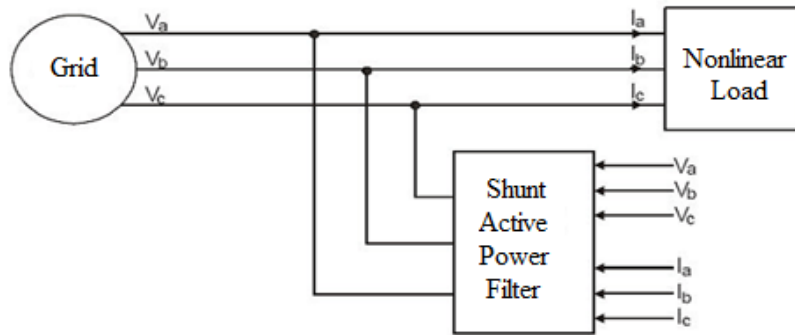 Va
Ia
Grid
Vb
Ib
Nonlinear
Load
Vc
Ic
Shunt
Active
Power
Filter
Va
Vb
Vc
Ia
Ib
Ic